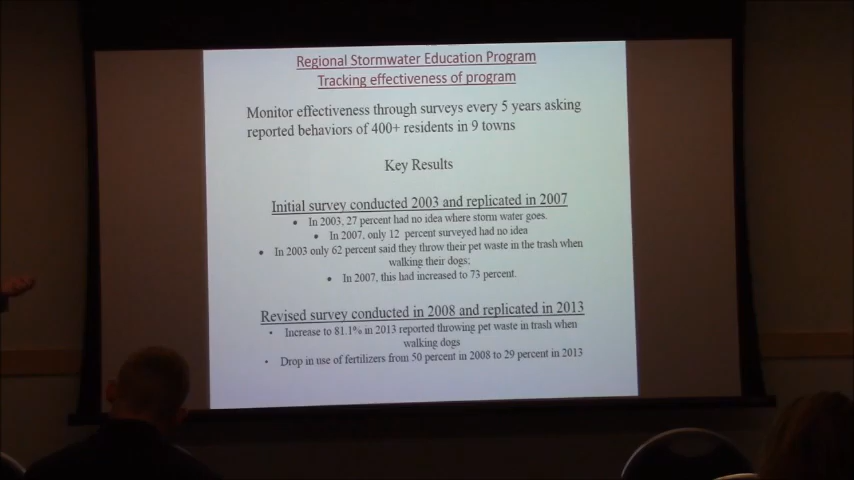 Regional Stormwater Education Program
Tracking effectiveness of program
Monitor effectiveness through surveys every 5 years asking
reported behaviors of 400+ residents in 9 towns
Key Results
Initial survey conducted 2003 and replicated in 2007
• In 2003, 27 percent had no idea where storm water goes.
• In 2007, only 12 percent surveyed had no idea
• In 2003 only 62 percent said they throw their pet waste in the trash when
walking their dogs;
• In 2007, this had increased to 73 percent.
Revised survey conducted in 2008 and replicated in 2013
• Increase to 81.1% in 2013 reported throwing pet waste in trash when
walking dogs
• Drop in use of fertilizers from 50 percent in 2008 to 29 percent in 2013